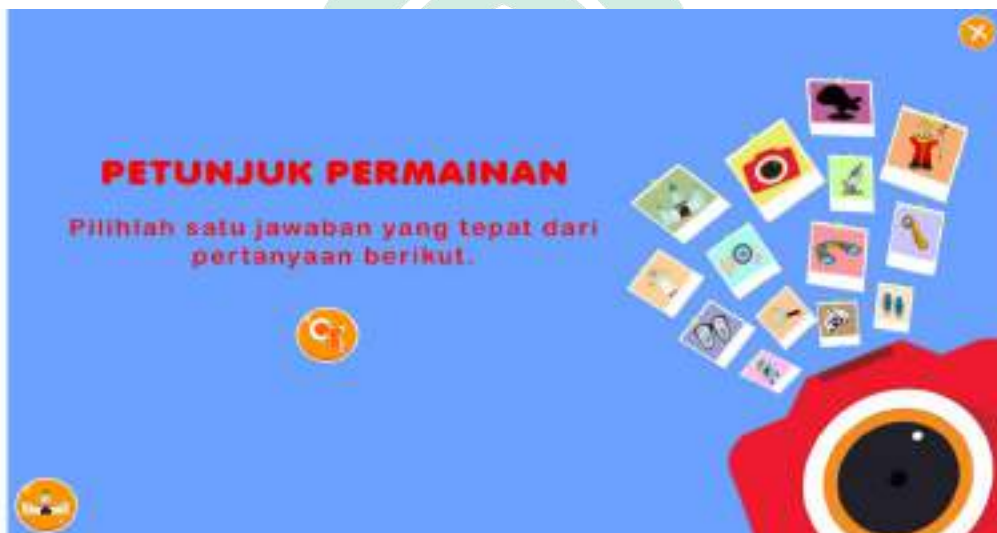 PETUNJUK PERMAINAN
Pilihlah satu jawaban yang tepat dari
pertanyaan berikut.